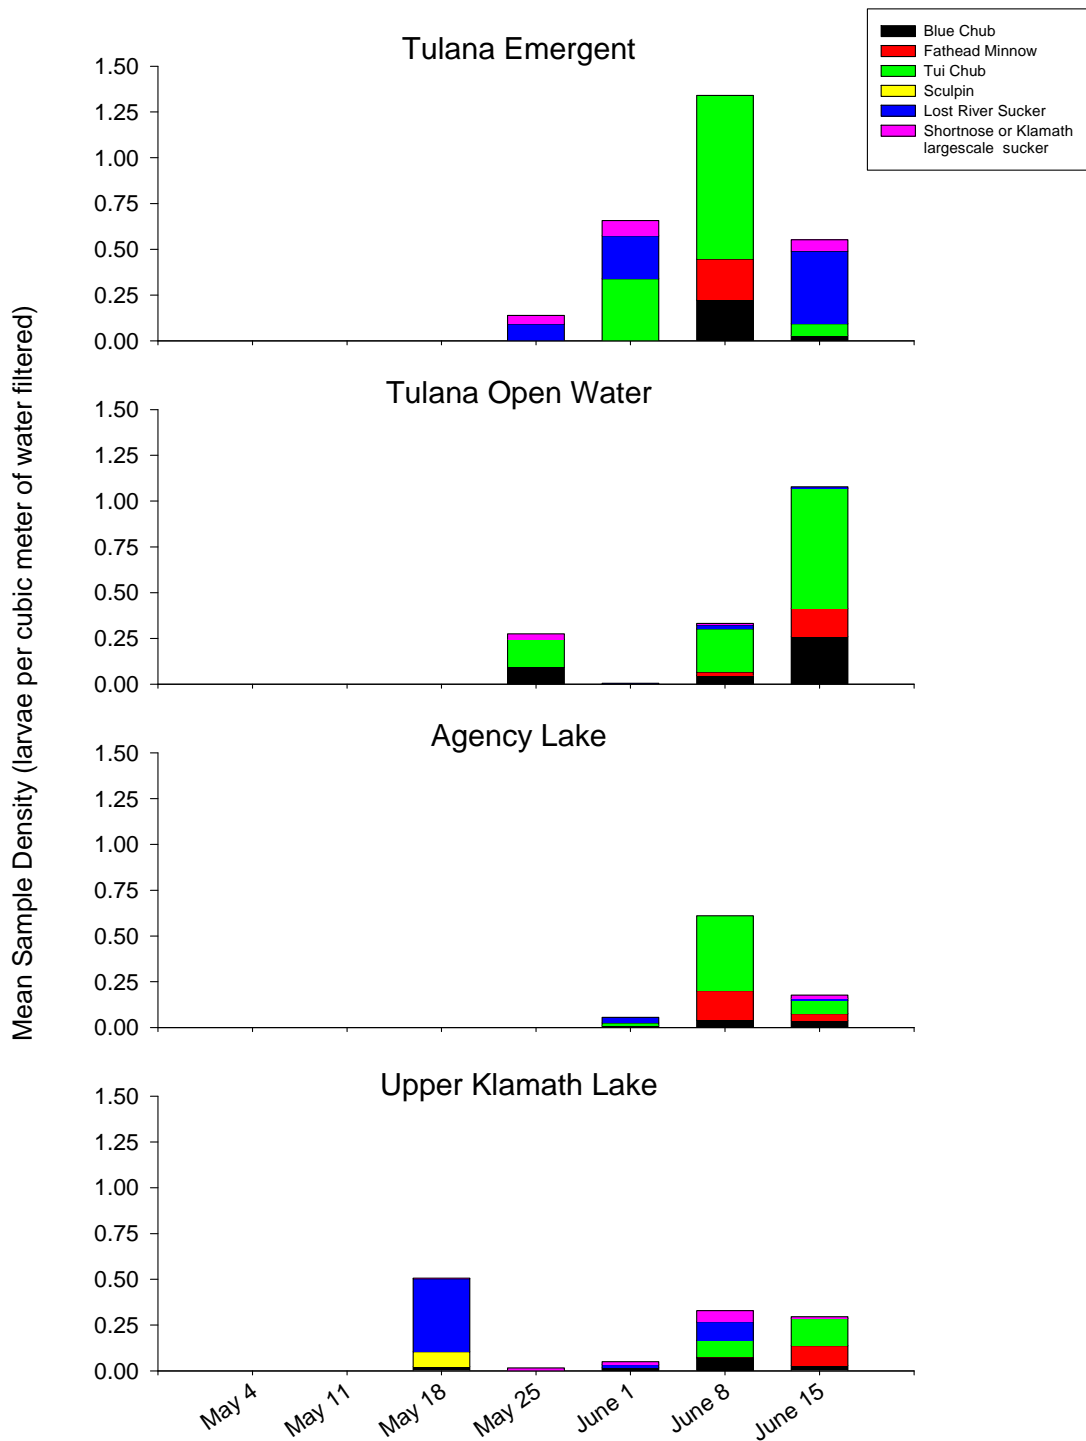 Blue Chub
Fathead Minnow
Tui Chub
Sculpin
Lost River Sucker
Shortnose or Klamath
largescale sucker
Mean Sample Density (larvae per cubic meter of water filtered)
Tulana Emergent
1.50
1.25
1.00
0.75
0.50
0.25
0.00
Tulana Open Water
1.50
1.25
1.00
0.75
0.50
0.25
0.00
Agency Lake
1.50
1.25
1.00
0.75
0.50
0.25
0.00
Upper Klamath Lake
1.50
1.25
1.00
0.75
0.50
0.25
0.00
May 4
May 11
May 18
May 25
June 1
June 8
June 15